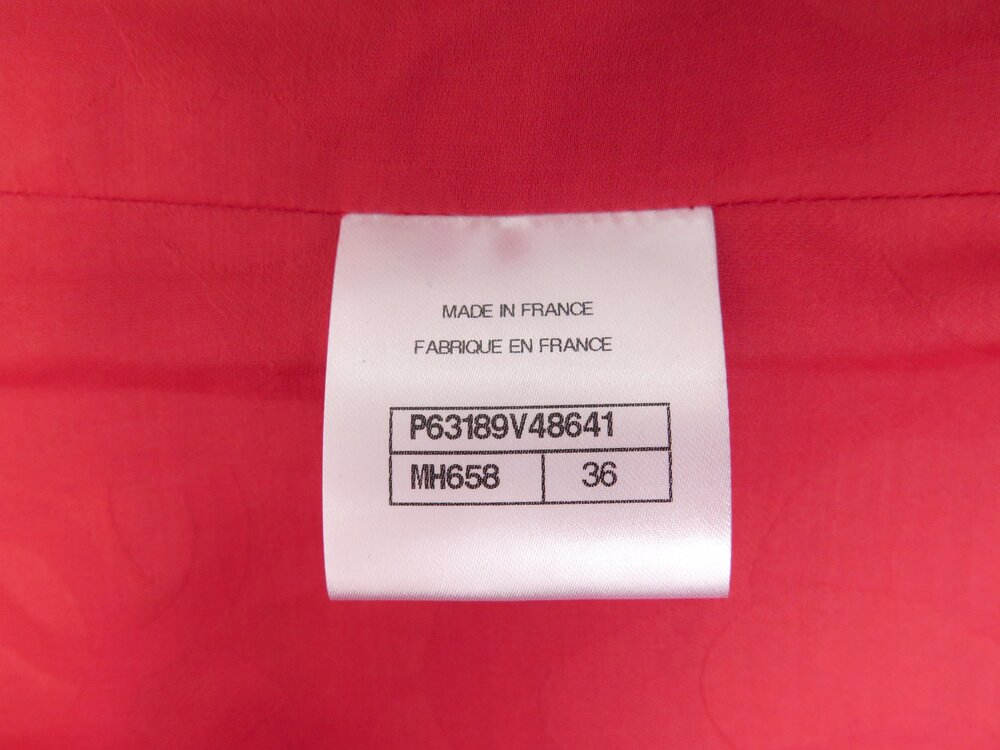 MADE IN FRANCE
FABRIQUE EN FRANCE
P63189V48641
MH658 36